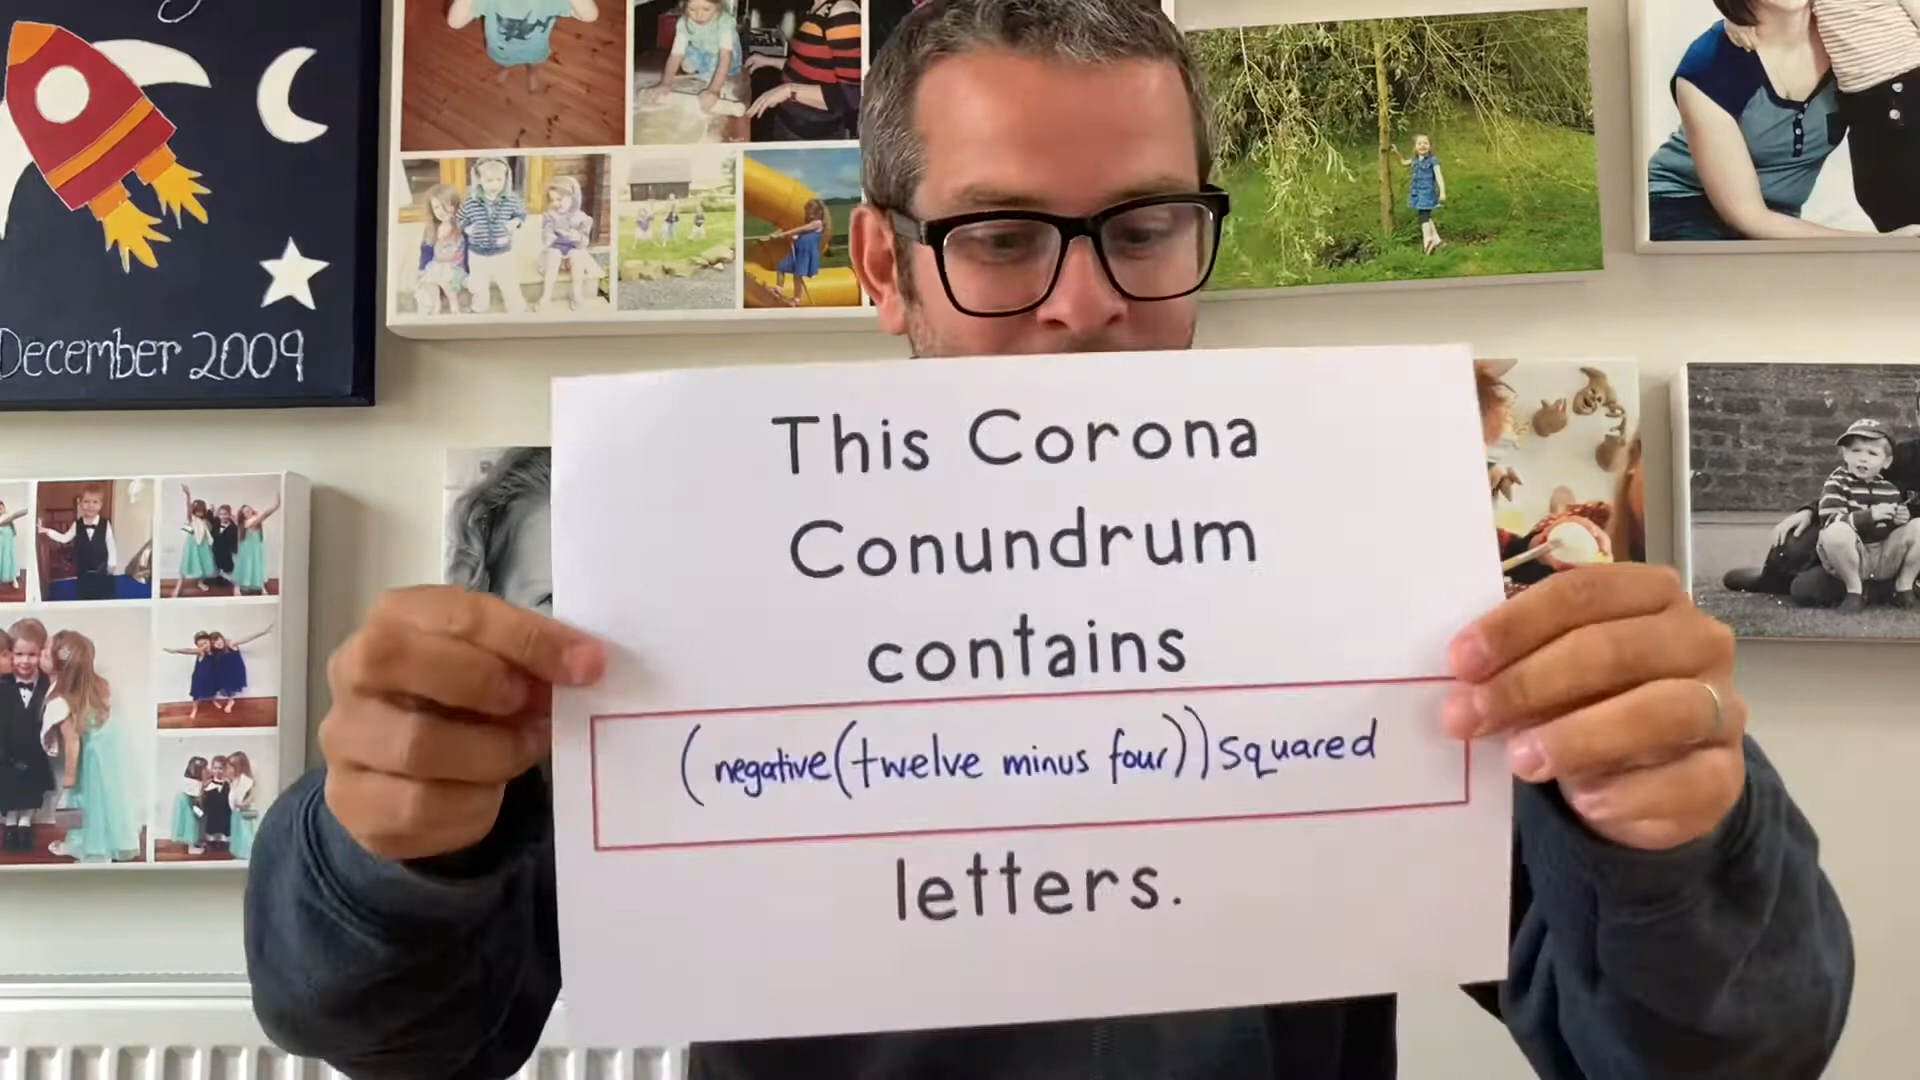 December 2009
This Corona
Conundrum
contains
(negative(twelve minus four))squared
letters.